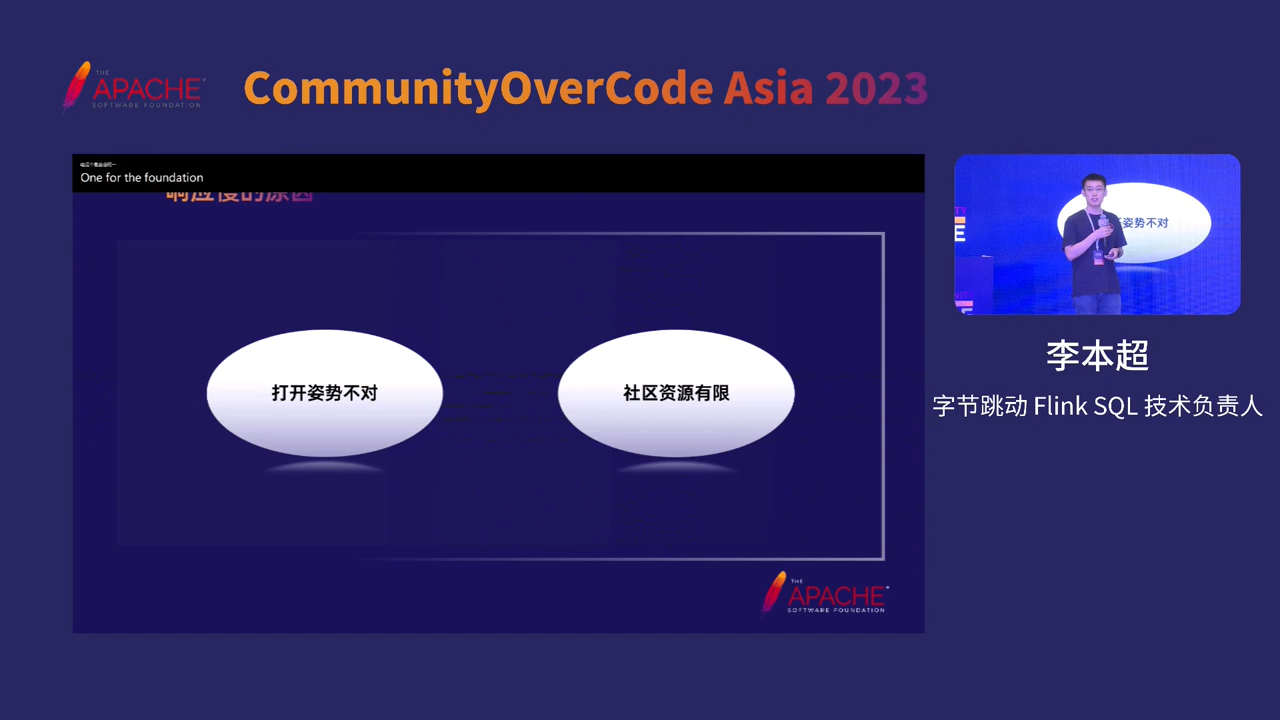 THE
APACHE
SOFTWARE FOUNDATION
CommunityOverCode Asia 2023
One for the foundation
响应慢的原因
打开姿势不对
社区资源有限
THE
APACHE
SOFTWARE FOUNDATION
姿势不对
E
李本超
字节跳动 Flink SQL 技术负责人